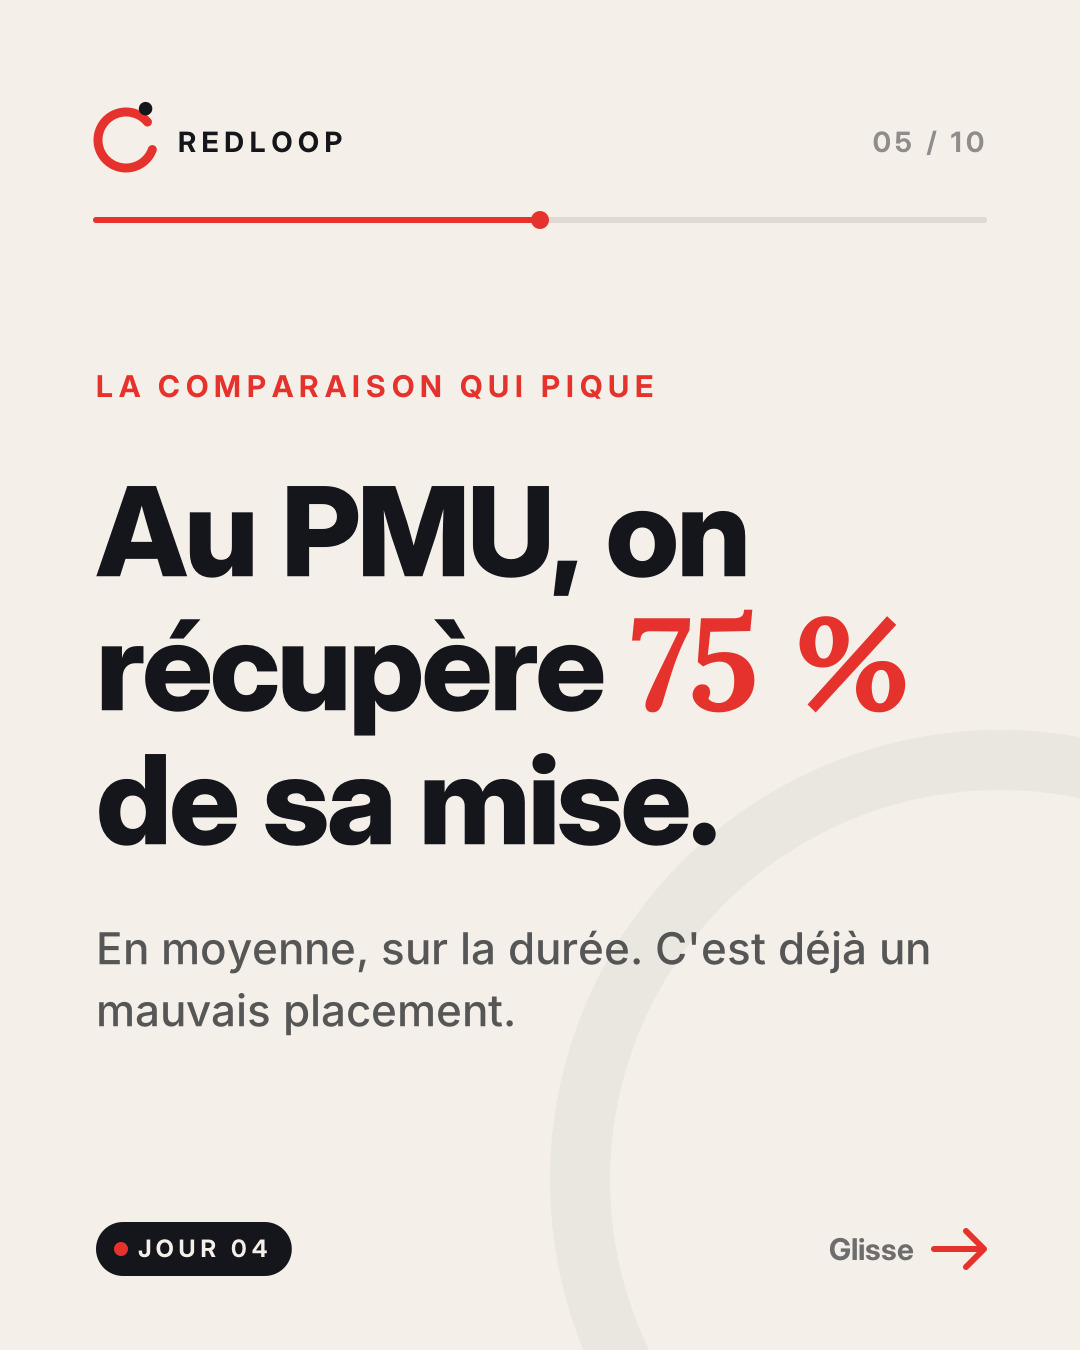 REDLOOP
05 / 10
LA COMPARAISON QUI PIQUE
Au PMU, on
récupère 75 %
de sa mise.
En moyenne, sur la durée. C'est déjà un
mauvais placement.
JOUR 04
Glisse